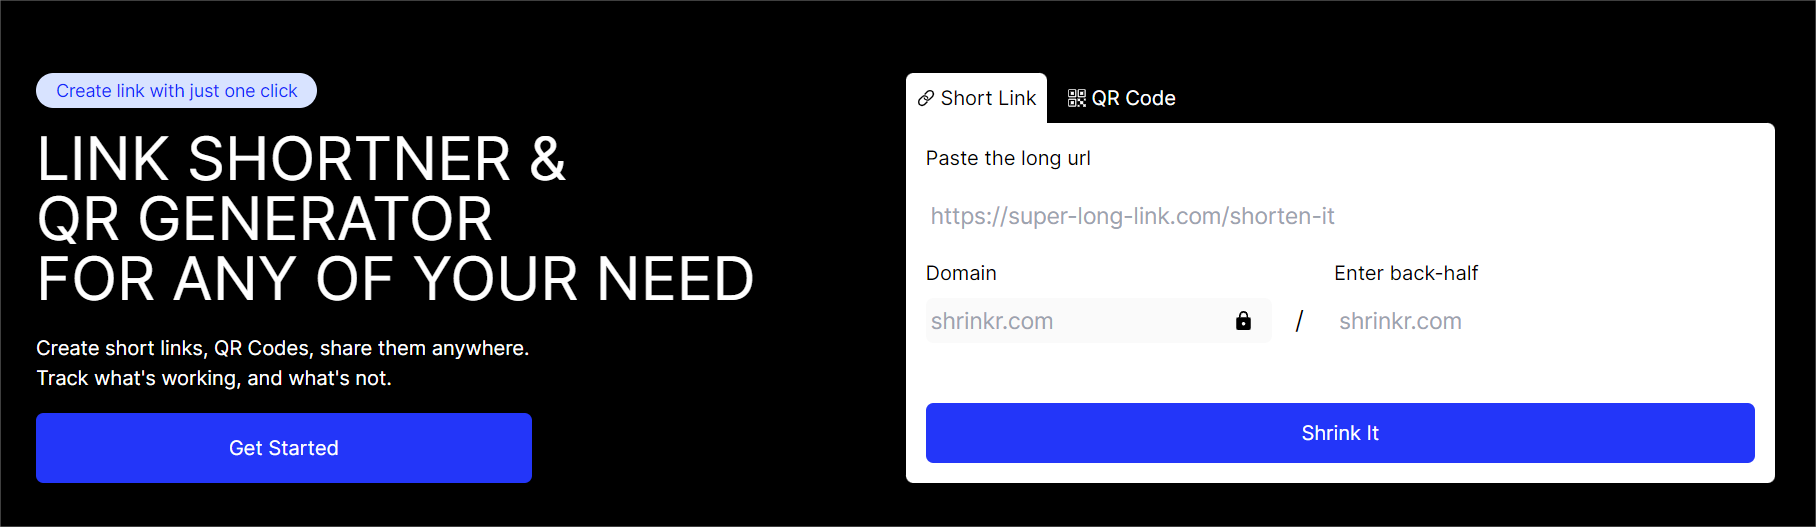 Create link with just one click
LINK SHORTNER &
QR GENERATOR
FOR ANY OF YOUR NEED
Create short links, QR Codes, share them anywhere.
Track what's working, and what's not.
Get Started
Short Link
QR Code
Paste the long url
https://super-long-link.com/shorten-it
Domain
Enter back-half
shrinkr.com / shrinkr.com
Shrink It